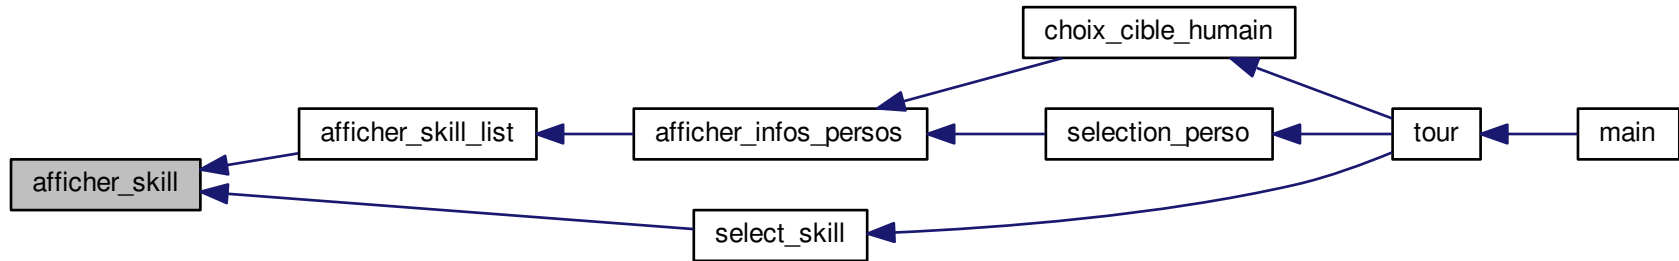 choix_cible_humain
afficher_skill_list
afficher_infos_persos
selection_perso
tour
main
afficher_skill
select_skill